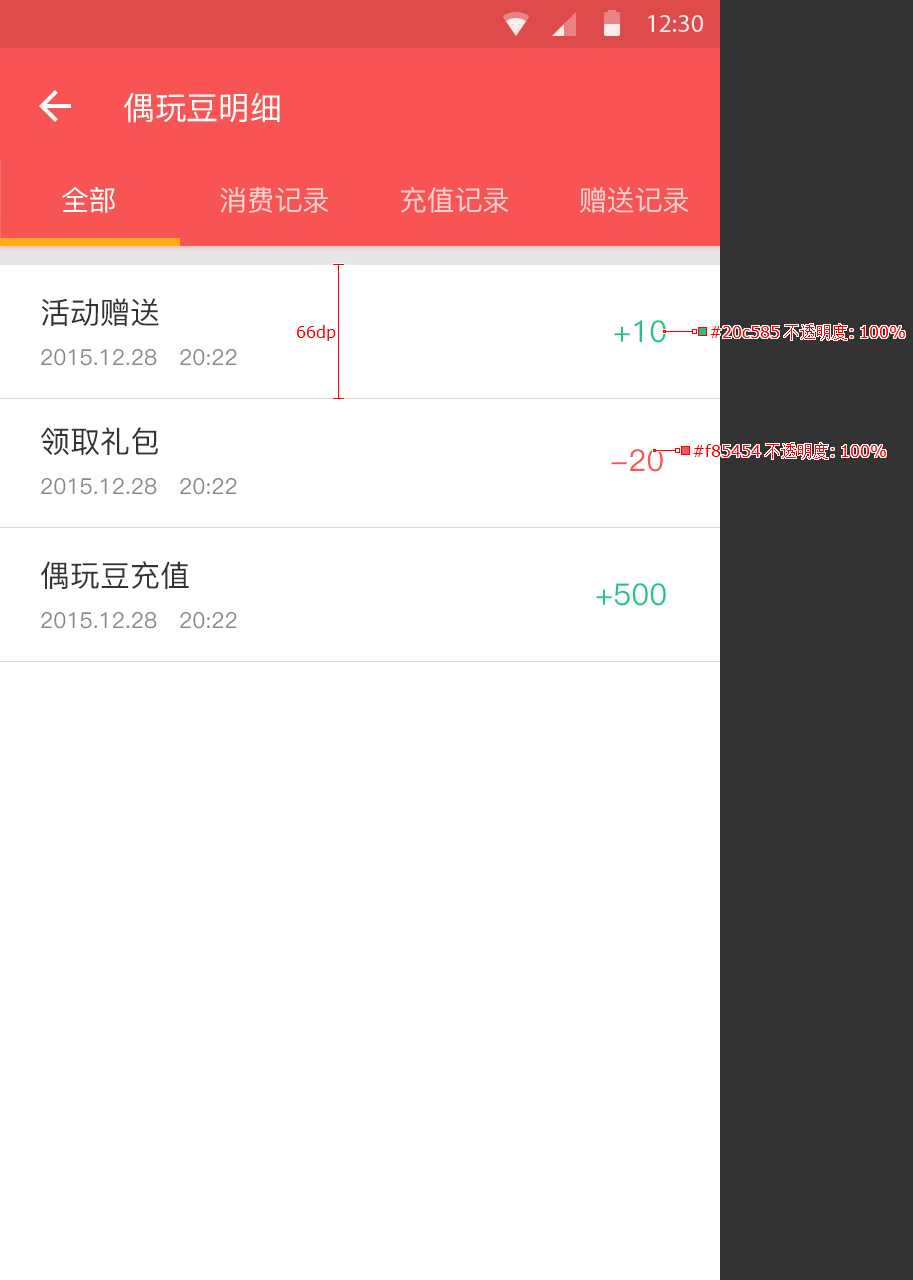 12:30
偶玩豆明细
全部 消费记录 充值记录 赠送记录
活动赠送
66dp
+10
#20c585 不透明度: 100%
2015.12.28 20:22
领取礼包
-20
#f85454 不透明度: 100%
2015.12.28 20:22
偶玩豆充值
+500
2015.12.28 20:22